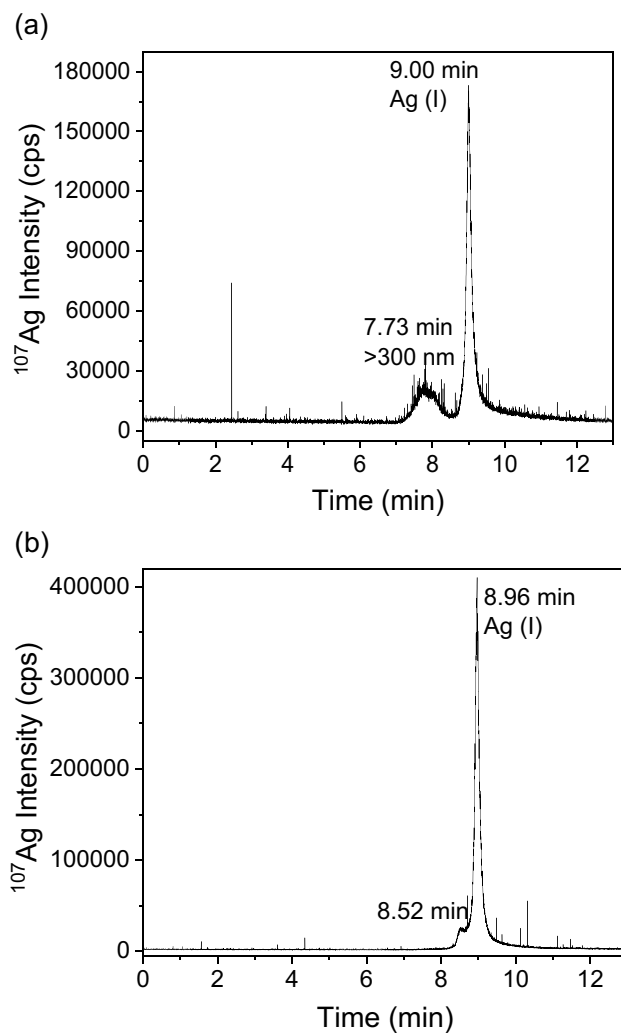 (a)
180000
150000
120000
90000
60000
30000
0
¹⁰⁷Ag Intensity (cps)
9.00 min
Ag (I)
7.73 min
>300 nm
0 2 4 6 8 10 12
Time (min)
(b)
400000
300000
200000
100000
0
¹⁰⁷Ag Intensity (cps)
8.96 min
Ag (I)
8.52 min
0 2 4 6 8 10 12
Time (min)